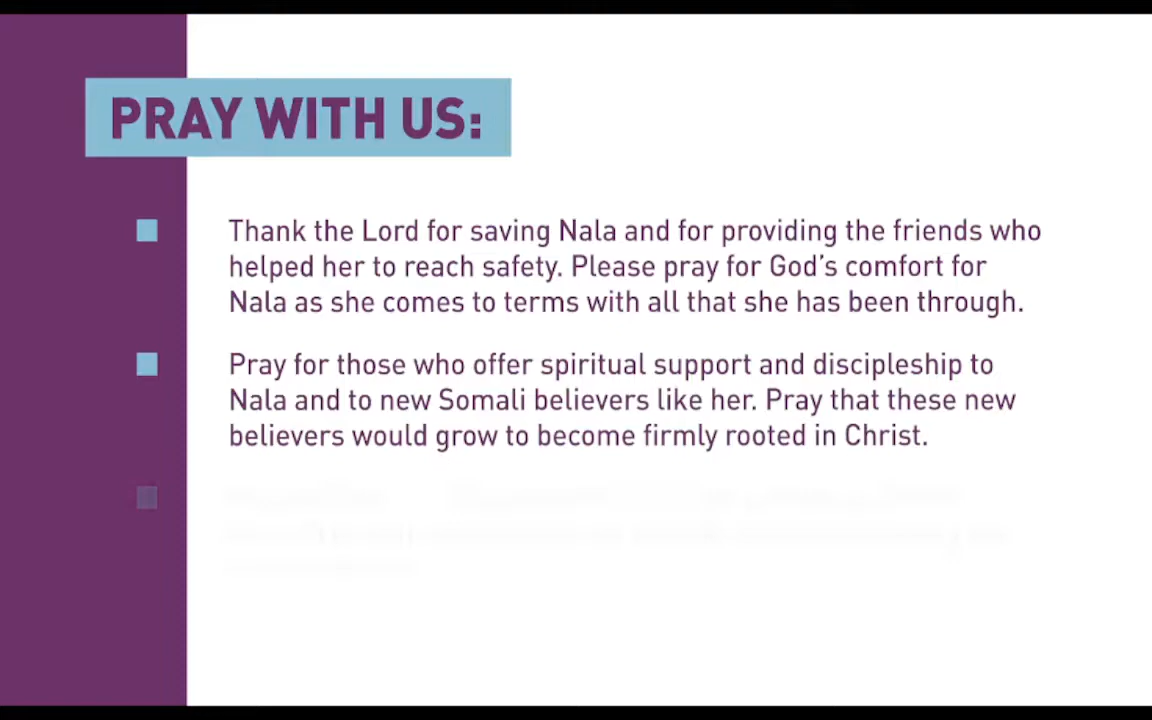 PRAY WITH US:
Thank the Lord for saving Nala and for providing the friends who
helped her to reach safety. Please pray for God's comfort for
Nala as she comes to terms with all that she has been through.
Pray for those who offer spiritual support and discipleship to
Nala and to new Somali believers like her. Pray that these new
believers would grow to become firmly rooted in Christ.